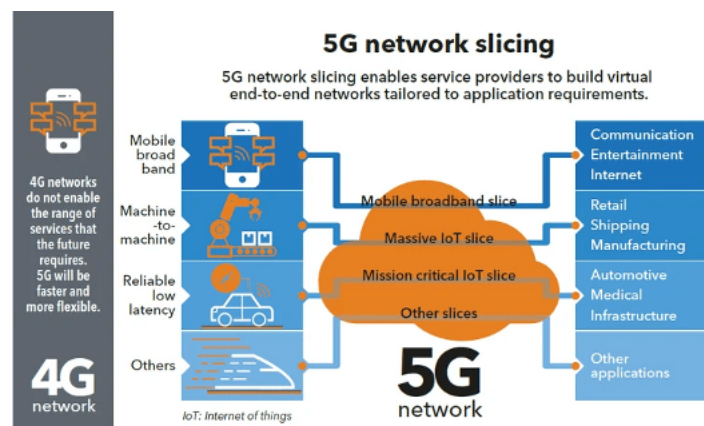 5G network slicing
5G network slicing enables service providers to build virtual
end-to-end networks tailored to application requirements.
4G networks
do not enable
the range of
services that
the future
requires.
5G will be
faster and
more flexible.
4G
network
Mobile
broad
band
Mobile broadband slice
Communication
Entertainment
Internet
Machine
-to-
machine
Massive IoT slice
Retail
Shipping
Manufacturing
Reliable
low
latency
Mission critical IoT slice
Automotive
Medical
Infrastructure
Others
Other slices
Other
applications
5G
network
IoT: Internet of things